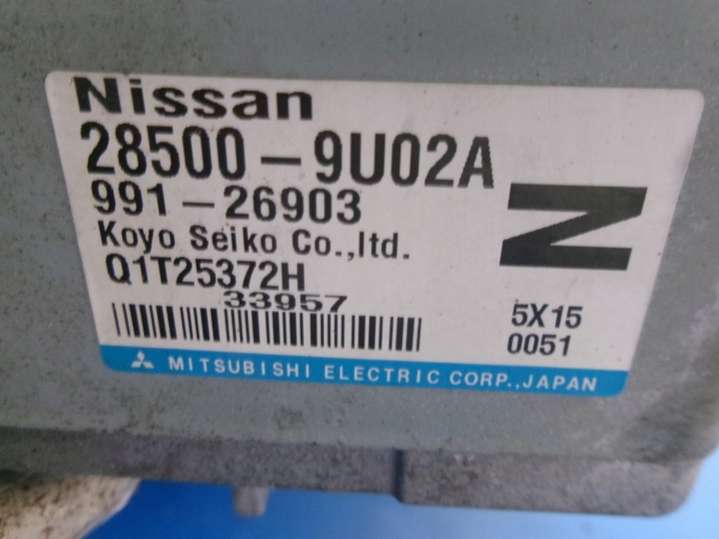 Nissan
28500-9U02A
991-26903
N
Koyo Seiko Co.,ltd.
Q1T25372H
33957
5X15
0051
MITSUBISHI ELECTRIC CORP.,JAPAN